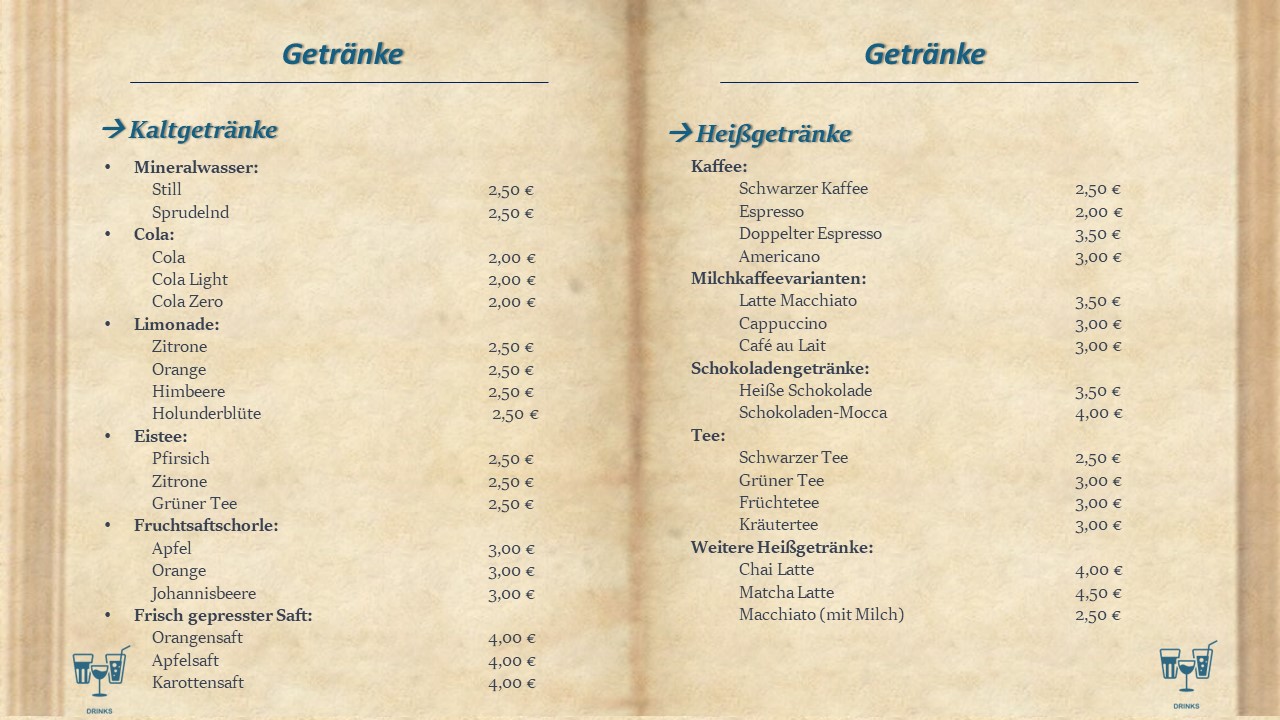 Getränke
→ Kaltgetränke
• Mineralwasser:
Still 2,50 €
Sprudelnd 2,50 €
• Cola:
Cola 2,00 €
Cola Light 2,00 €
Cola Zero 2,00 €
• Limonade:
Zitrone 2,50 €
Orange 2,50 €
Himbeere 2,50 €
Holunderblüte 2,50 €
• Eistee:
Pfirsich 2,50 €
Zitrone 2,50 €
Grüner Tee 2,50 €
• Fruchtsaftschorle:
Apfel 3,00 €
Orange 3,00 €
Johannisbeere 3,00 €
• Frisch gepresster Saft:
Orangensaft 4,00 €
Apfelsaft 4,00 €
Karottensaft 4,00 €
DRINKS
Getränke
→ Heißgetränke
Kaffee:
Schwarzer Kaffee 2,50 €
Espresso 2,00 €
Doppelter Espresso 3,50 €
Americano 3,00 €
Milchkaffeevarianten:
Latte Macchiato 3,50 €
Cappuccino 3,00 €
Café au Lait 3,00 €
Schokoladengetränke:
Heiße Schokolade 3,50 €
Schokoladen-Mocca 4,00 €
Tee:
Schwarzer Tee 2,50 €
Grüner Tee 3,00 €
Früchtetee 3,00 €
Kräutertee 3,00 €
Weitere Heißgetränke:
Chai Latte 4,00 €
Matcha Latte 4,50 €
Macchiato (mit Milch) 2,50 €
DRINKS